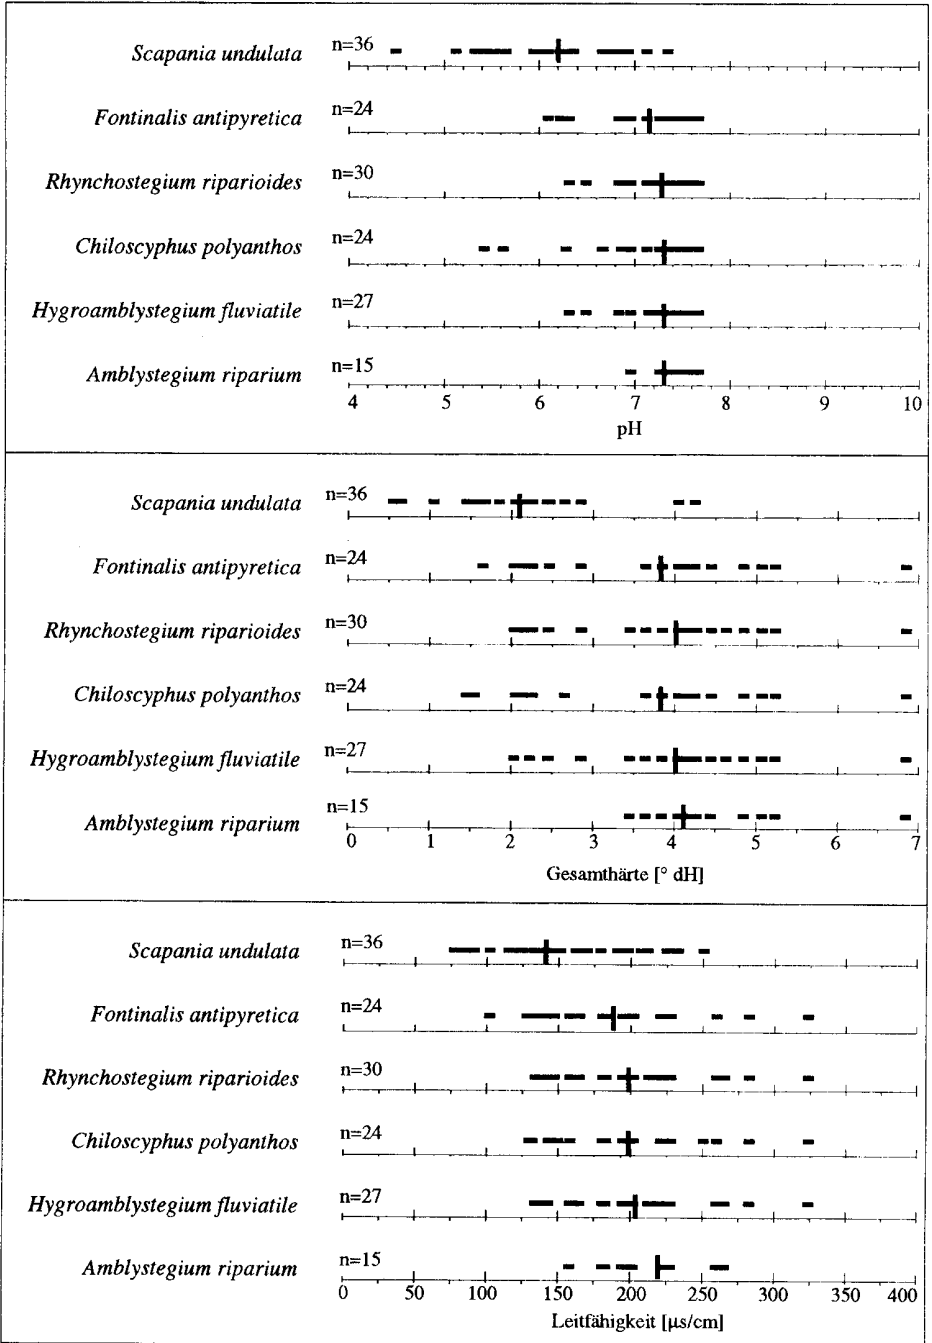 Scapania undulata n=36
Fontinalis antipyretica n=24
Rhynchostegium riparioides n=30
Chiloscyphus polyanthos n=24
Hygroamblystegium fluviatile n=27
Amblystegium riparium n=15
4 5 6 7 8 9 10
pH
Scapania undulata n=36
Fontinalis antipyretica n=24
Rhynchostegium riparioides n=30
Chiloscyphus polyanthos n=24
Hygroamblystegium fluviatile n=27
Amblystegium riparium n=15
0 1 2 3 4 5 6 7
Gesamthärte [° dH]
Scapania undulata n=36
Fontinalis antipyretica n=24
Rhynchostegium riparioides n=30
Chiloscyphus polyanthos n=24
Hygroamblystegium fluviatile n=27
Amblystegium riparium n=15
0 50 100 150 200 250 300 350 400
Leitfähigkeit [µs/cm]